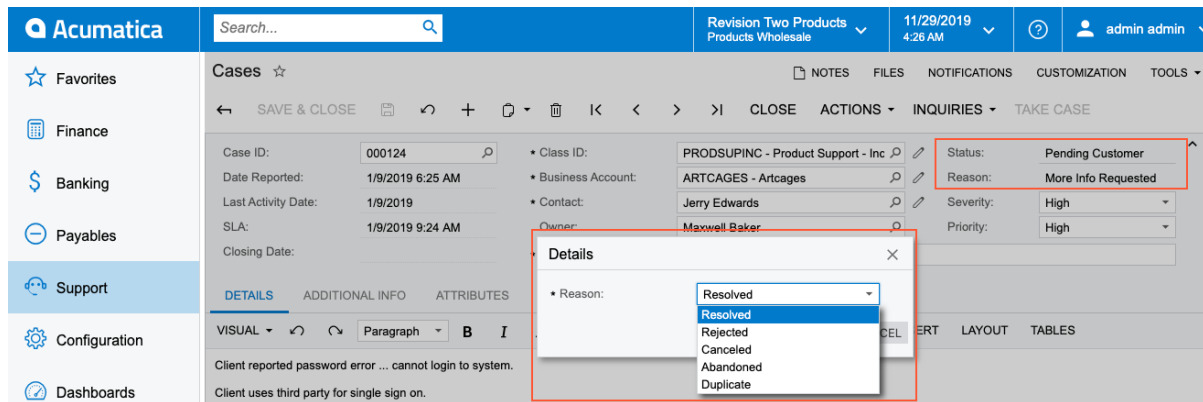 Acumatica
Search...
Revision Two Products
Products Wholesale
11/29/2019
4:26 AM
admin admin
Favorites
Finance
Banking
Payables
Support
Configuration
Dashboards
Cases
NOTES FILES NOTIFICATIONS CUSTOMIZATION TOOLS
SAVE & CLOSE CLOSE ACTIONS INQUIRIES TAKE CASE
Case ID: 000124
Date Reported: 1/9/2019 6:25 AM
Last Activity Date: 1/9/2019
SLA: 1/9/2019 9:24 AM
Closing Date:
Class ID: PRODSUPINC - Product Support - Inc
Business Account: ARTCAGES - Artcages
Contact: Jerry Edwards
Owner: Maxwell Baker
Status: Pending Customer
Reason: More Info Requested
Severity: High
Priority: High
Details
Reason: Resolved
Resolved
Rejected
Canceled
Abandoned
Duplicate
DETAILS ADDITIONAL INFO ATTRIBUTES
VISUAL Paragraph B I LAYOUT TABLES
Client reported password error ... cannot login to system.
Client uses third party for single sign on.